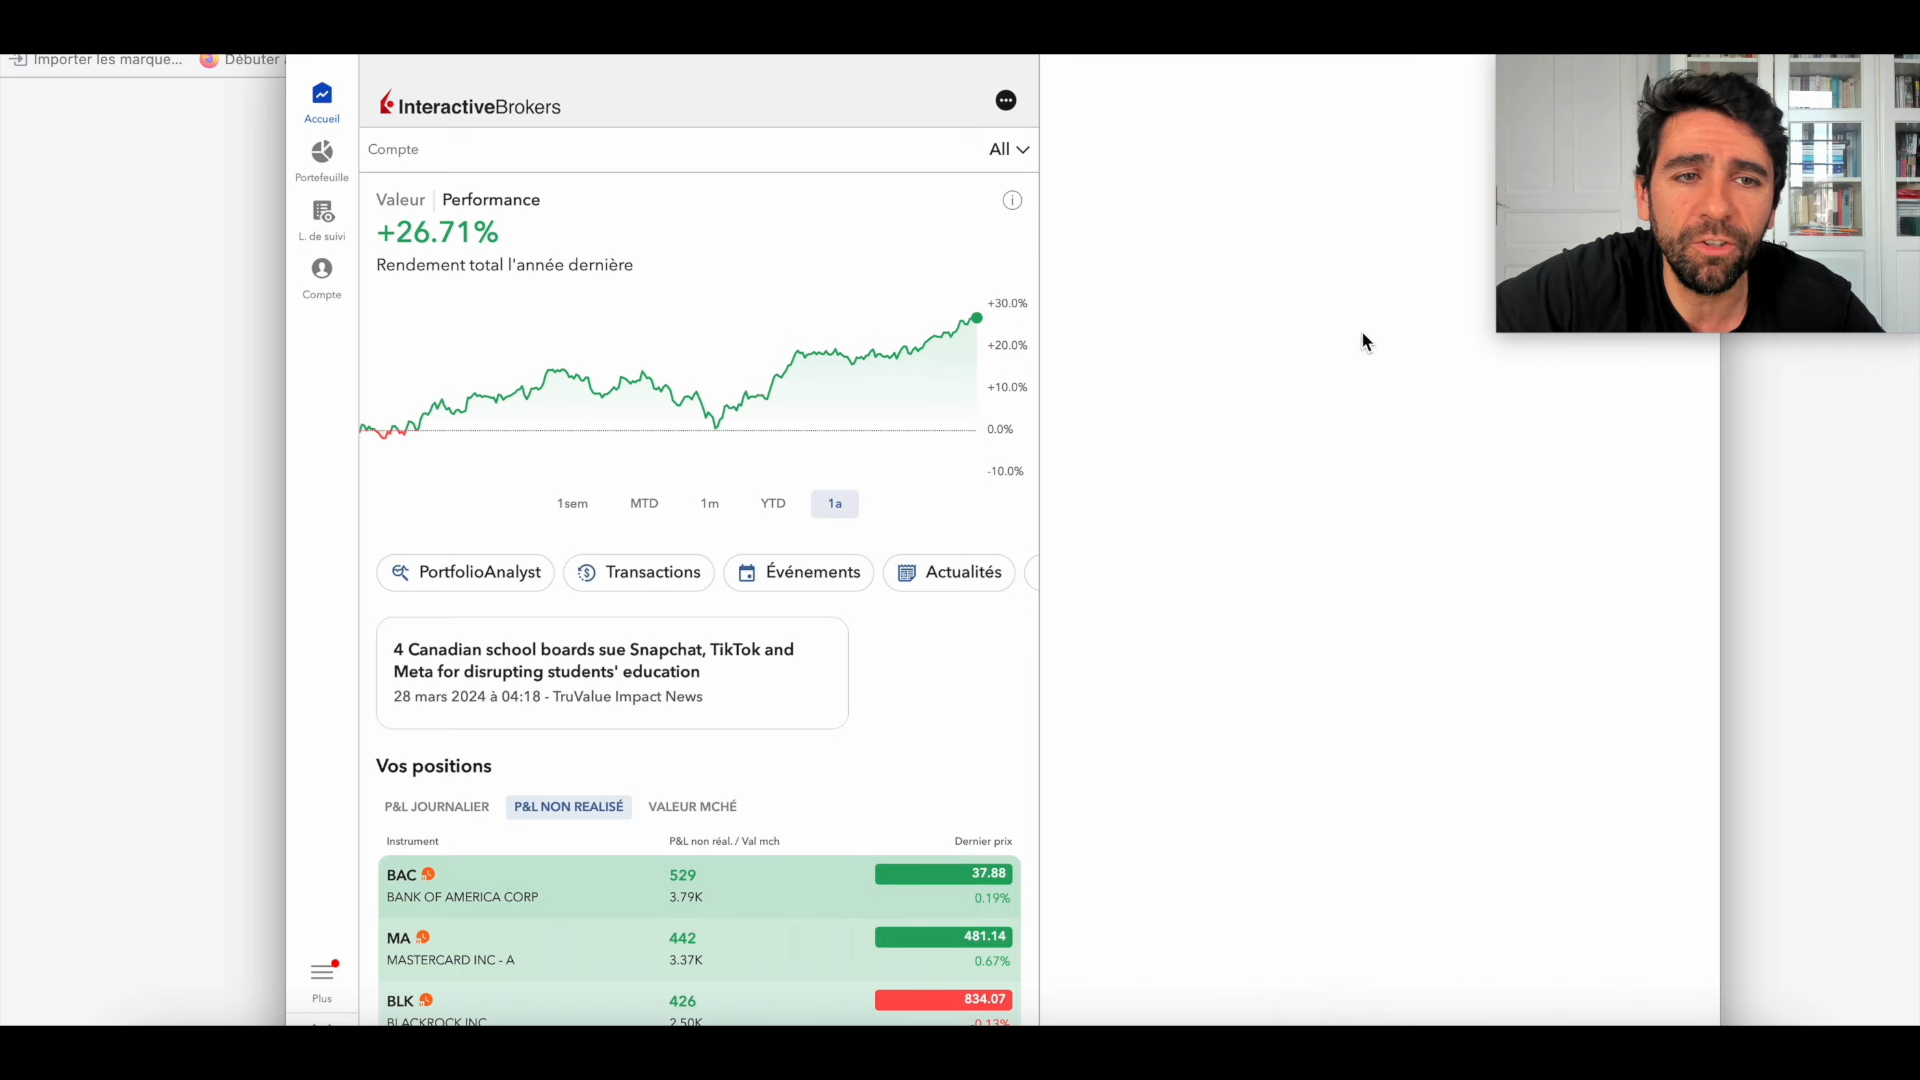 Importer les marque...
Débuter
InteractiveBrokers
Accueil
Portefeuille
L. de suivi
Compte
Compte
All
Valeur | Performance
+26.71%
Rendement total l'année dernière
+30.0%
+20.0%
+10.0%
0.0%
-10.0%
1sem MTD 1m YTD 1a
PortfolioAnalyst
Transactions
Événements
Actualités
4 Canadian school boards sue Snapchat, TikTok and
Meta for disrupting students' education
28 mars 2024 à 04:18 - TruValue Impact News
Vos positions
P&L JOURNALIER P&L NON REALISÉ VALEUR MCHÉ
Instrument P&L non réal. / Val mch Dernier prix
BAC 529 37.88
BANK OF AMERICA CORP 3.79K 0.19%
MA 442 481.14
MASTERCARD INC - A 3.37K 0.67%
BLK 426 834.07
BLACKROCK INC 2.50K -0.13%
Plus